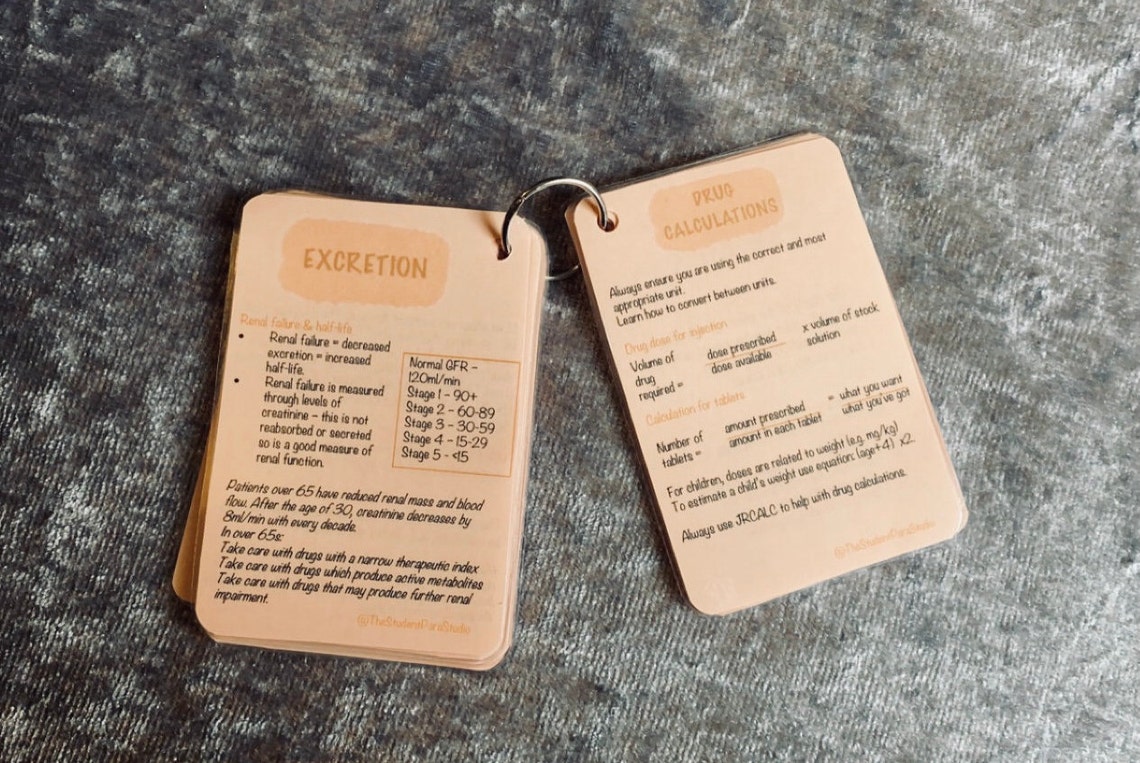 EXCRETION
Renal failure & half-life
• Renal failure = decreased
excretion = increased
half-life.
• Renal failure is measured
through levels of
creatinine – this is not
reabsorbed or secreted
so is a good measure of
renal function.
Normal GFR –
120ml/min
Stage 1 – 90+
Stage 2 – 60-89
Stage 3 – 30-59
Stage 4 – 15-29
Stage 5 – <15
Patients over 65 have reduced renal mass and blood
flow. After the age of 30, creatinine decreases by
8ml/min with every decade.
In over 65s:
Take care with drugs with a narrow therapeutic index
Take care with drugs which produce active metabolites
Take care with drugs that may produce further renal
impairment.
@TheStudentParaStudio
DRUG
CALCULATIONS
Always ensure you are using the correct and most
appropriate unit.
Learn how to convert between units.
Drug dose for injection
Volume of
drug
required =
dose prescribed
dose available
x volume of stock
solution
Calculation for tablets
Number of
tablets =
amount prescribed
amount in each tablet
= what you want
what you've got
For children, doses are related to weight (e.g. mg/kg)
To estimate a child's weight use equation: (age+4) x2
Always use JRCALC to help with drug calculations.
@TheStudentParaStudio